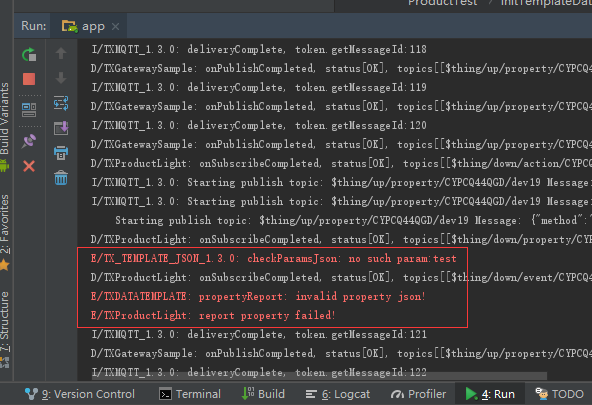 ProductTest
InitTemplateDa
Run: app
I/TXMQTT_1.3.0: deliveryComplete, token.getMessageId:118
D/TXGatewaySample: onPublishCompleted, status[OK], topics[[$thing/up/property/CYPCQ4
I/TXMQTT_1.3.0: deliveryComplete, token.getMessageId:119
D/TXGatewaySample: onPublishCompleted, status[OK], topics[[$thing/up/property/CYPCQ4
I/TXMQTT_1.3.0: deliveryComplete, token.getMessageId:120
D/TXGatewaySample: onPublishCompleted, status[OK], topics[[$thing/up/property/CYPCQ4
D/TXProductLight: onSubscribeCompleted, status[OK], topics[[$thing/down/action/CYPCQ
I/TXMQTT_1.3.0: Starting publish topic: $thing/up/property/CYPCQ44QGD/dev19 Message:
I/TXMQTT_1.3.0: Starting publish topic: $thing/up/property/CYPCQ44QGD/dev19 Message:
Starting publish topic: $thing/up/property/CYPCQ44QGD/dev19 Message: {"method":"
D/TXProductLight: onSubscribeCompleted, status[OK], topics[[$thing/down/property/CYP
E/TX_TEMPLATE_JSON_1.3.0: checkParamsJson: no such param:test
D/TXProductLight: onSubscribeCompleted, status[OK], topics[[$thing/down/event/CYPCQ4
E/TXDATATEMPLATE: propertyReport: invalid property json!
E/TXProductLight: report property failed!
I/TXMQTT_1.3.0: deliveryComplete, token.getMessageId:121
D/TXGatewaySample: onPublishCompleted, status[OK], topics[[$thing/up/property/CYPCQ4
I/TXMQTT_1.3.0: deliveryComplete, token.getMessageId:122
Build Variants
2: Favorites
7: Structure
9: Version Control Terminal Build 6: Logcat Profiler 4: Run TODO